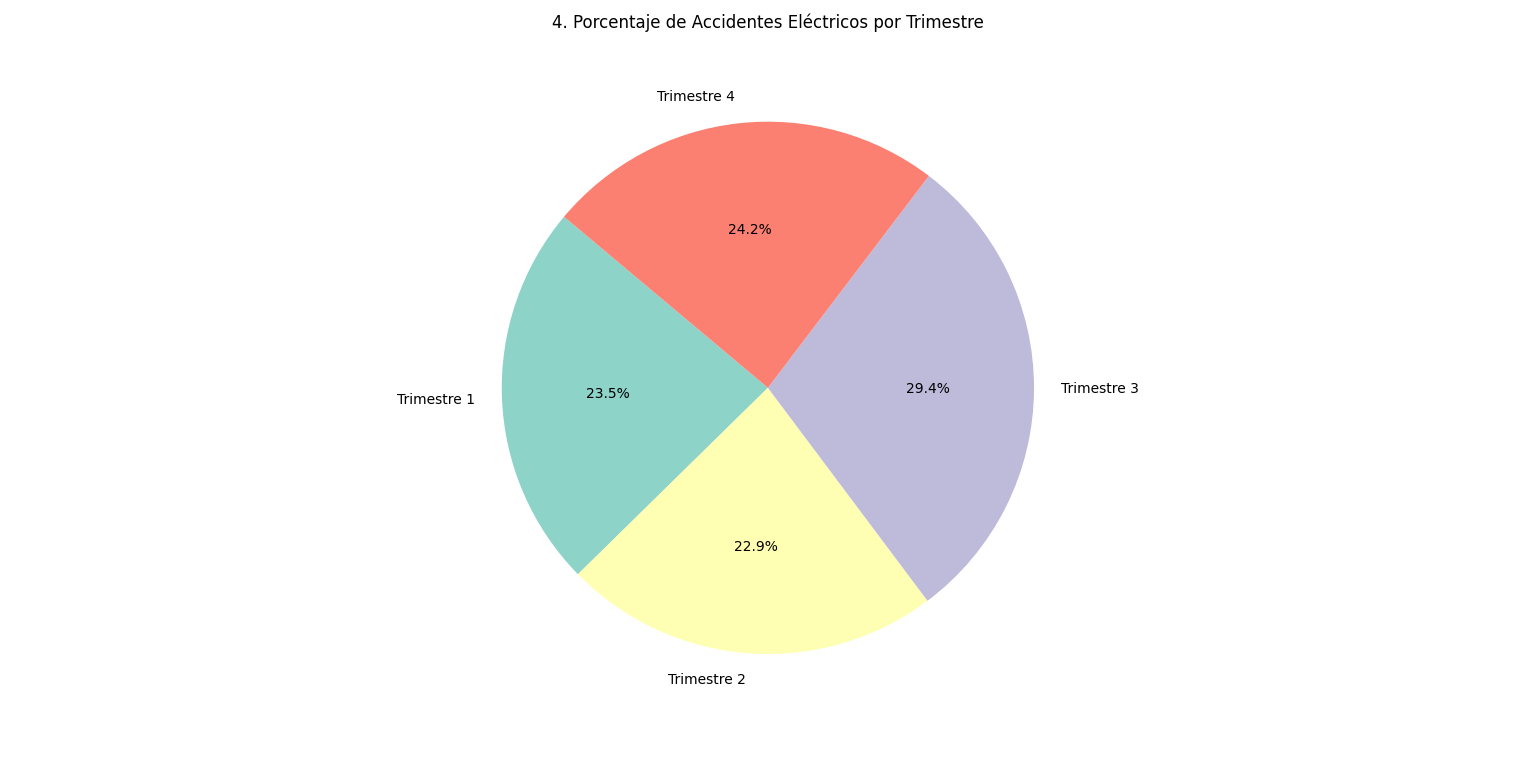 4. Porcentaje de Accidentes Eléctricos por Trimestre
Trimestre 4
24.2%
Trimestre 1
23.5%
29.4%
Trimestre 3
22.9%
Trimestre 2